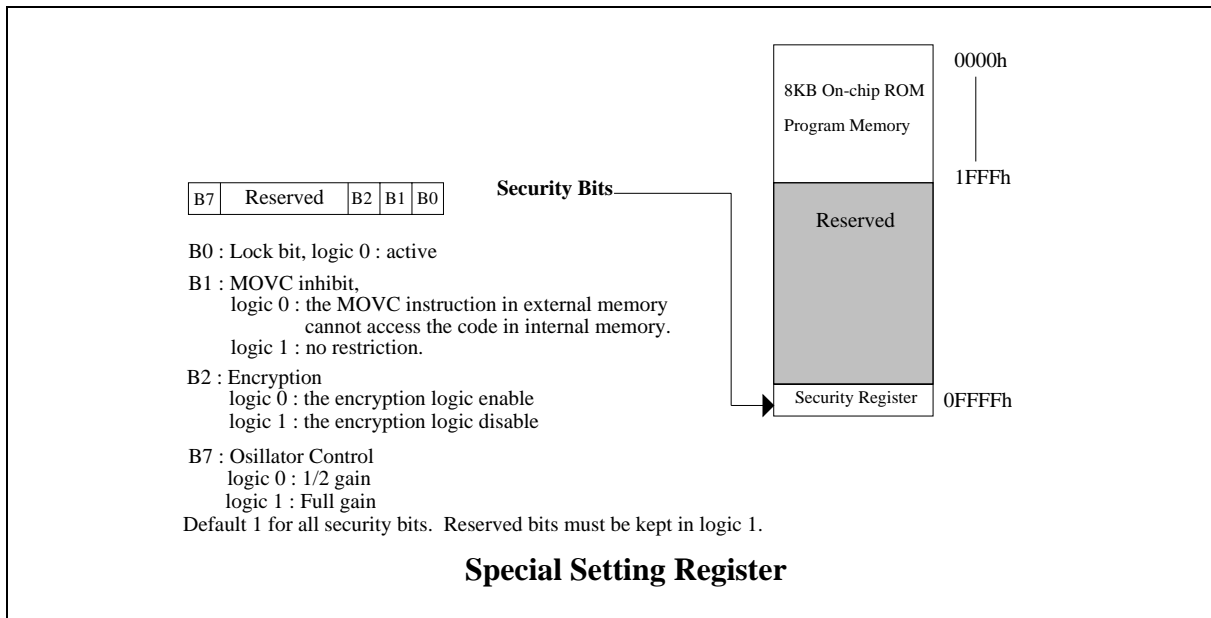 0000h
8KB On-chip ROM
Program Memory
1FFFh
B7 Reserved B2 B1 B0
Security Bits
Reserved
B0 : Lock bit, logic 0 : active
B1 : MOVC inhibit,
logic 0 : the MOVC instruction in external memory
cannot access the code in internal memory.
logic 1 : no restriction.
B2 : Encryption
logic 0 : the encryption logic enable
logic 1 : the encryption logic disable
Security Register 0FFFFh
B7 : Osillator Control
logic 0 : 1/2 gain
logic 1 : Full gain
Default 1 for all security bits. Reserved bits must be kept in logic 1.
Special Setting Register